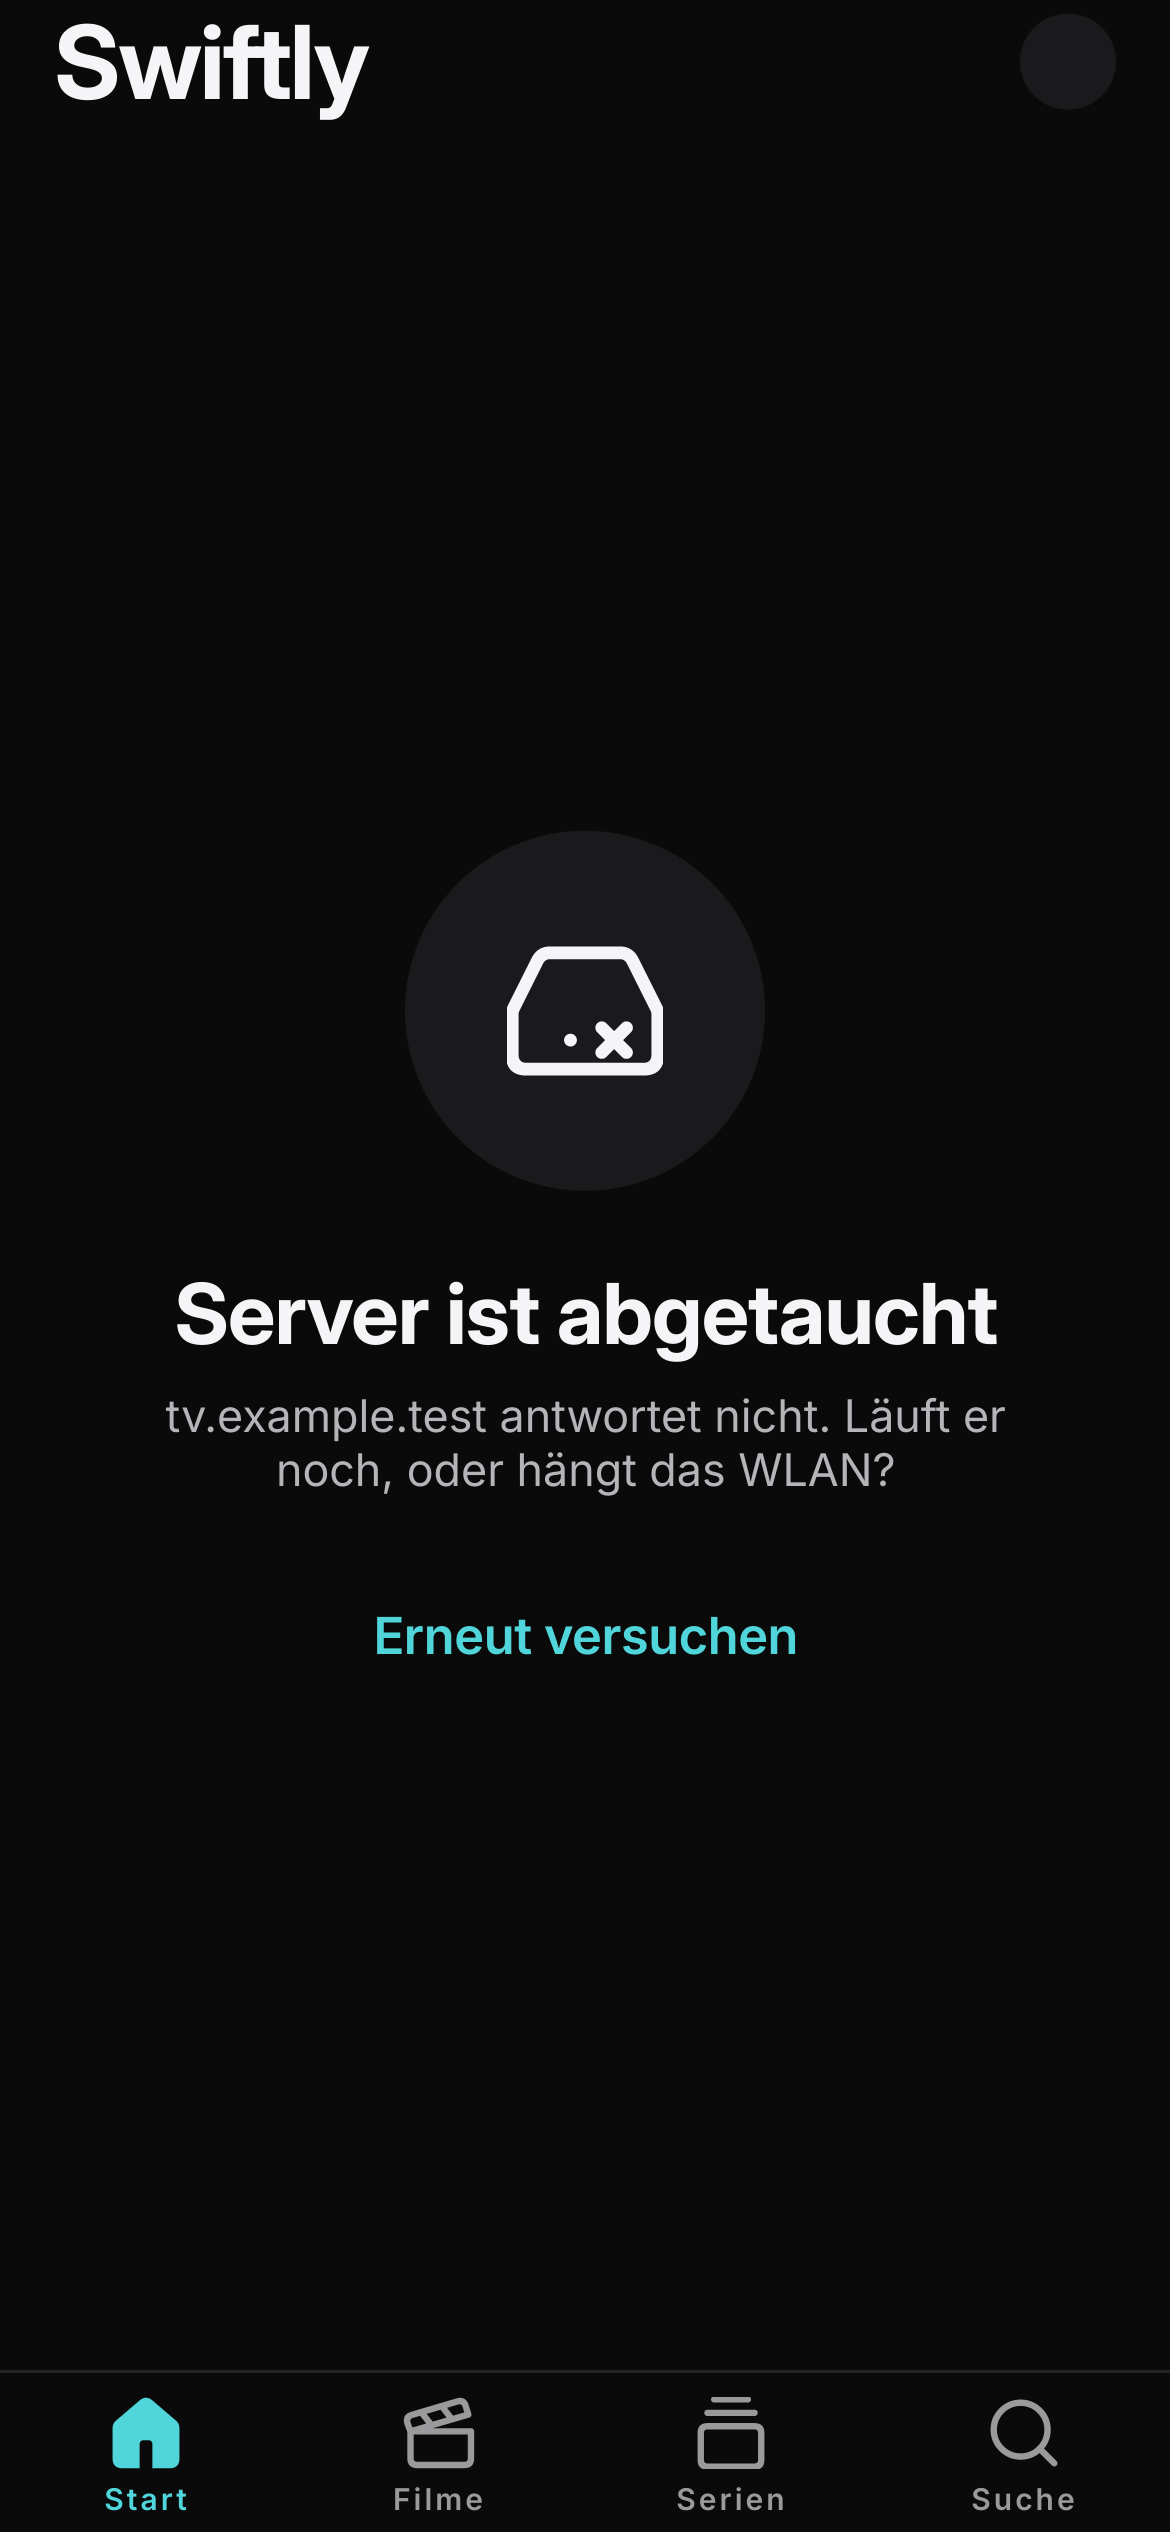 Swiftly
Server ist abgetaucht
tv.example.test antwortet nicht. Läuft er
noch, oder hängt das WLAN?
Erneut versuchen
Start
Filme
Serien
Suche